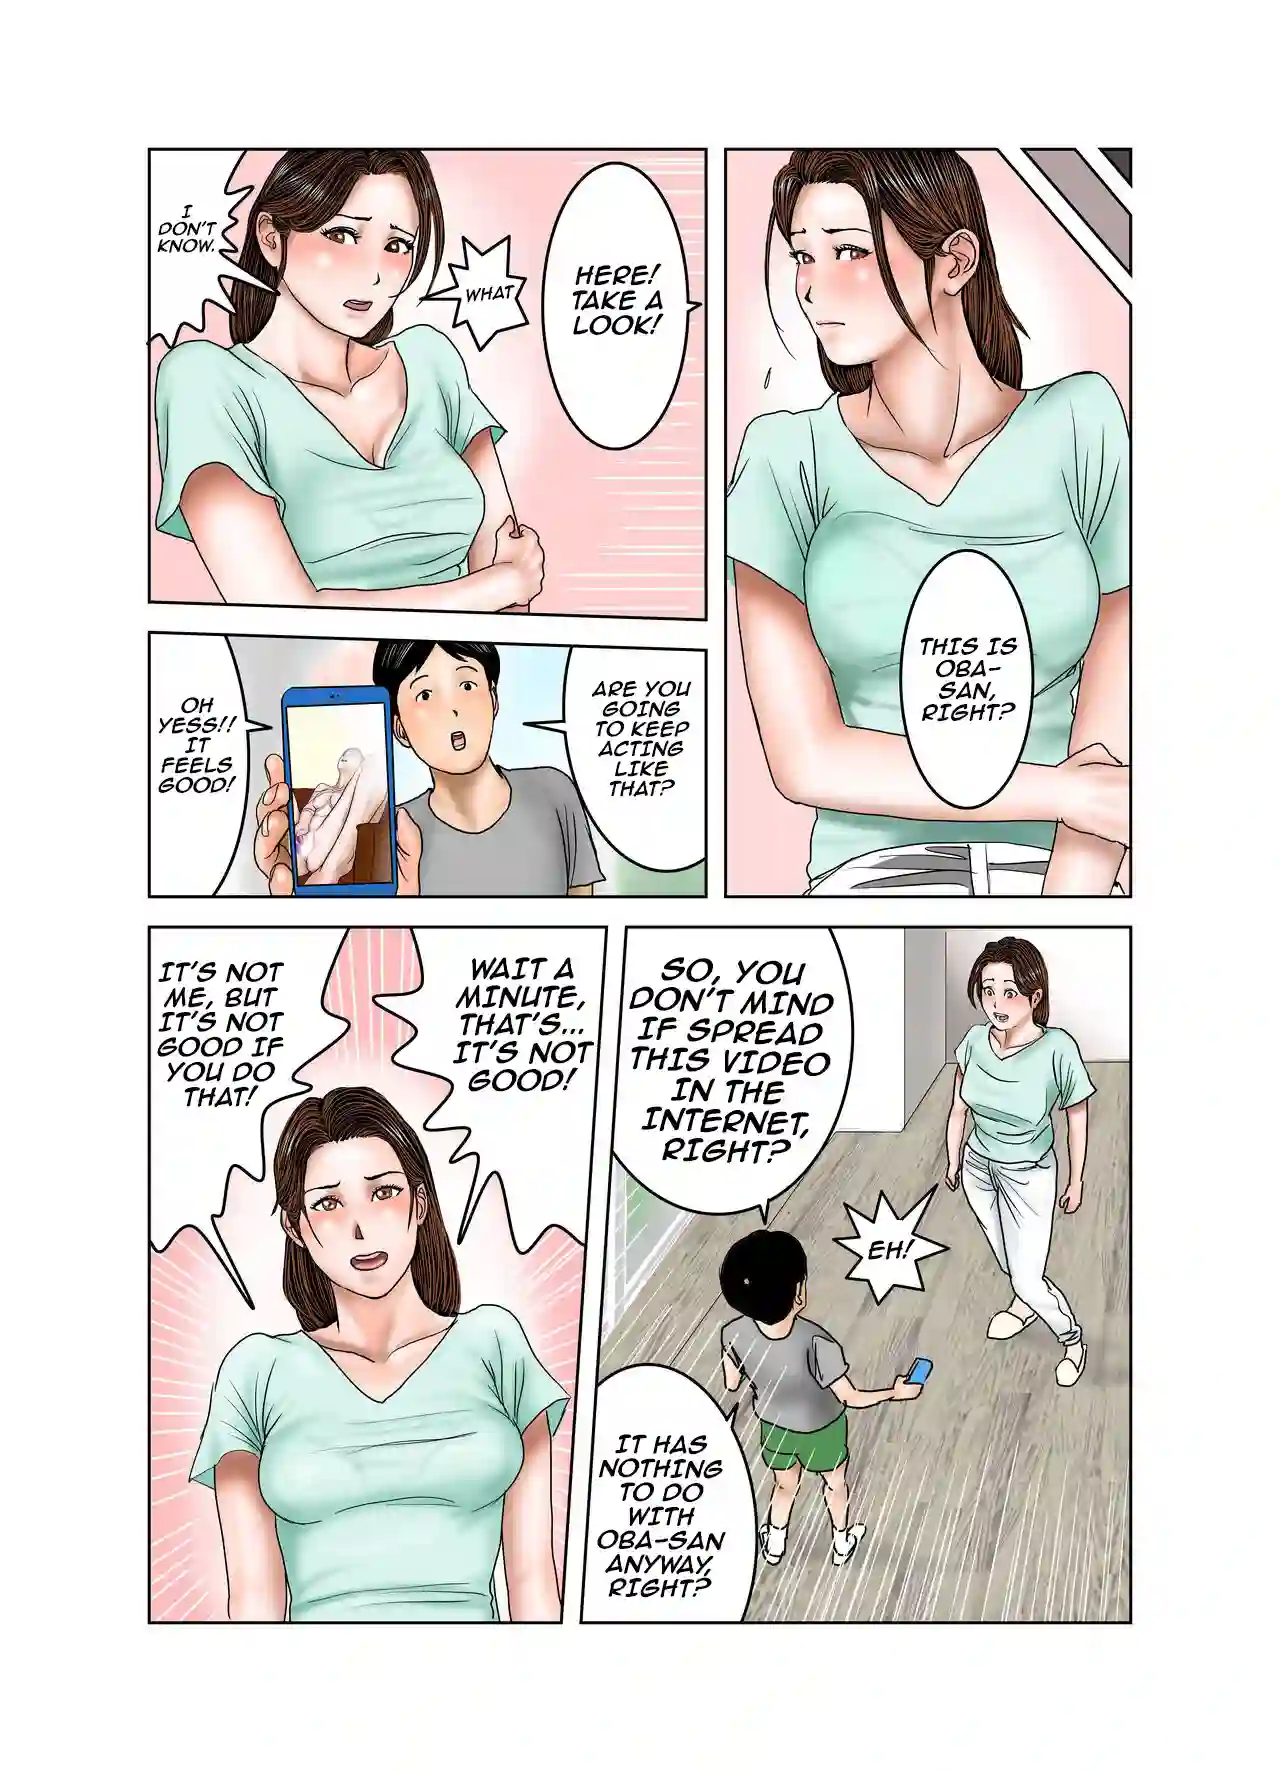 THIS IS
OBA-
SAN,
RIGHT?
HERE!
TAKE A
LOOK!
WHAT
I
DON'T
KNOW.
ARE YOU
GOING
TO KEEP
ACTING
LIKE
THAT?
OH
YESS!!
IT
FEELS
GOOD!
SO, YOU
DON'T MIND
IF SPREAD
THIS VIDEO
IN THE
INTERNET,
RIGHT?
EH!
IT HAS
NOTHING
TO DO
WITH
OBA-SAN
ANYWAY,
RIGHT?
WAIT A
MINUTE,
THAT'S...
IT'S NOT
GOOD!
IT'S NOT
ME, BUT
IT'S NOT
GOOD IF
YOU DO
THAT!